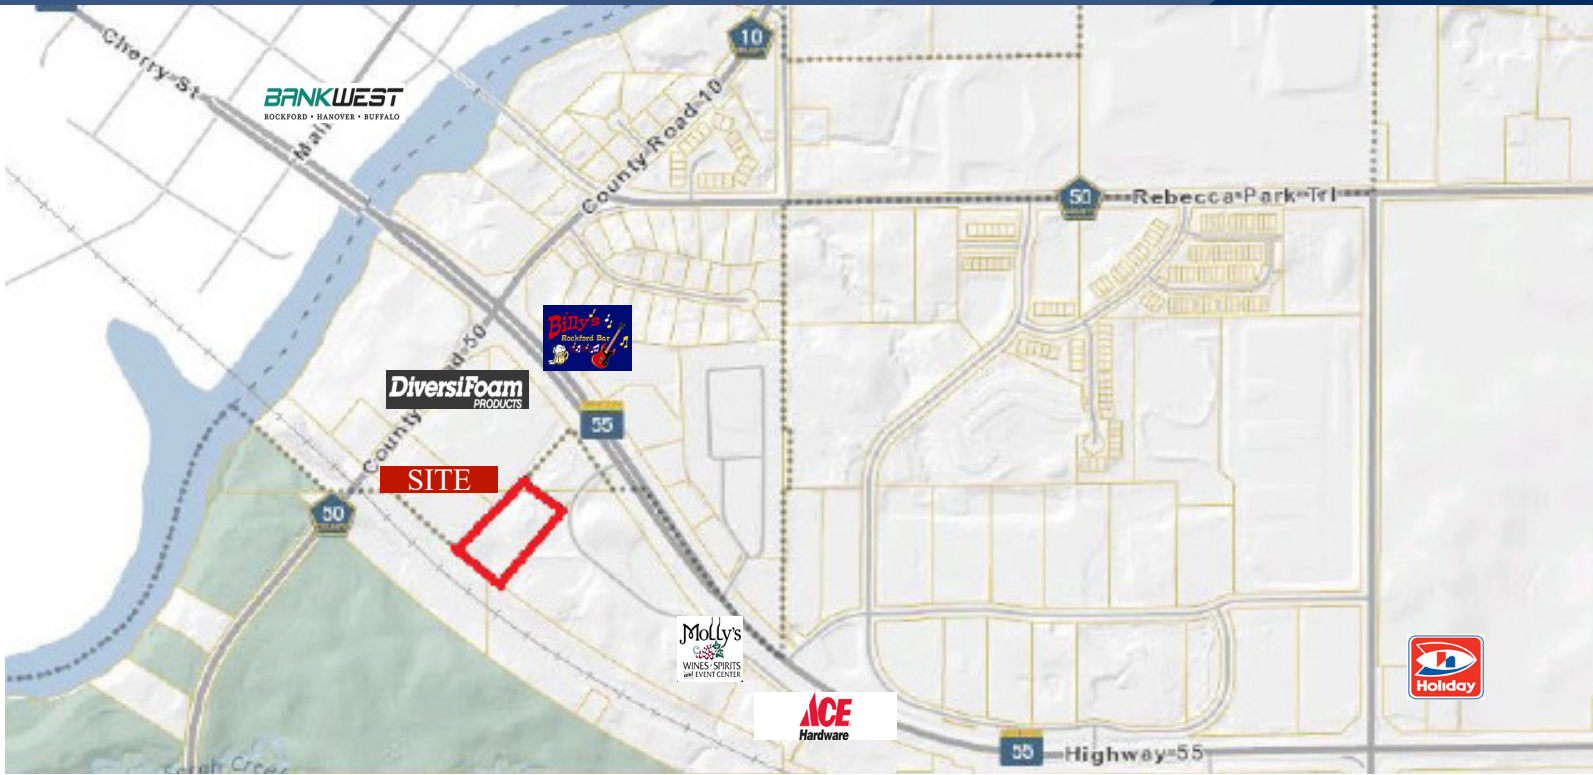 10
Cherry-St
BANKWEST
ROCKFORD • HANOVER • BUFFALO
County Road 10
50
Rebecca-Park-Trl
Billy's
Rockford Bar
DiversiFoam
PRODUCTS
County
ad-50
55
SITE
50
Molly's
WINES • SPIRITS
and EVENT CENTER
Holiday
ACE
Hardware
55
Highway-55